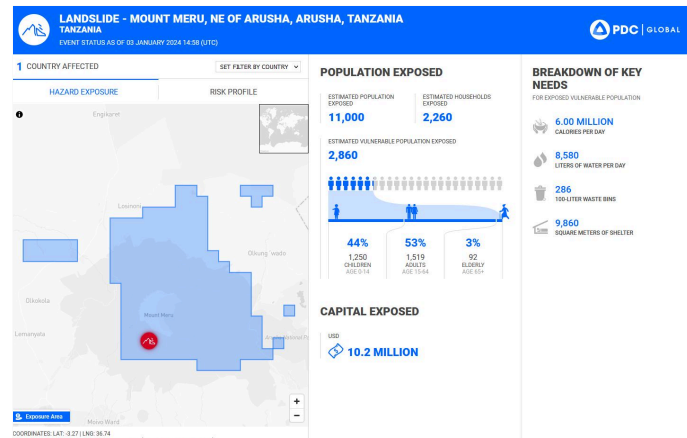 LANDSLIDE - MOUNT MERU, NE OF ARUSHA, ARUSHA, TANZANIA
TANZANIA
EVENT STATUS AS OF 03 JANUARY 2024 14:58 (UTC)
PDC | GLOBAL
1 COUNTRY AFFECTED
SET FILTER BY COUNTRY
HAZARD EXPOSURE
RISK PROFILE
Engikaret
Oikung`wado
Oikokola
Mount Meru
Lemanyata
Meivo Ward
Exposure Area
+
−
COORDINATES: LAT: -3.27 | LNG: 36.74
POPULATION EXPOSED
ESTIMATED POPULATION
EXPOSED
11,000
ESTIMATED HOUSEHOLDS
EXPOSED
2,260
ESTIMATED VULNERABLE POPULATION EXPOSED
2,860
44%
1,250
CHILDREN
AGE 0-14
53%
1,519
ADULTS
AGE 15-64
3%
92
ELDERLY
AGE 65+
CAPITAL EXPOSED
USD
10.2 MILLION
BREAKDOWN OF KEY
NEEDS
FOR EXPOSED VULNERABLE POPULATION
6.00 MILLION
CALORIES PER DAY
8,580
LITERS OF WATER PER DAY
286
100-LITER WASTE BINS
9,860
SQUARE METERS OF SHELTER